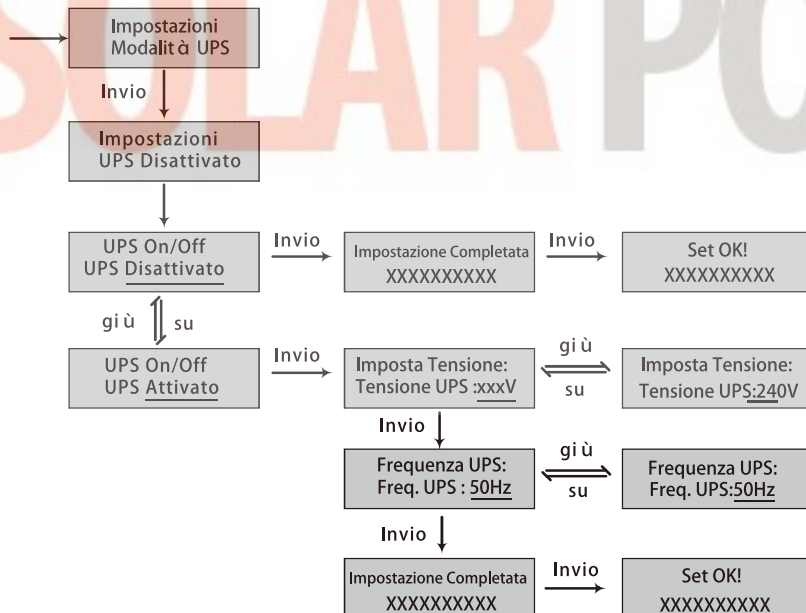 SOLAR PO
Impostazioni
Modalità UPS
Invio
Impostazioni
UPS Disattivato
UPS On/Off
UPS Disattivato
Invio
Impostazione Completata
XXXXXXXXXX
Invio
Set OK!
XXXXXXXXXX
giù
su
UPS On/Off
UPS Attivato
Invio
Imposta Tensione:
Tensione UPS :xxxV
giù
su
Imposta Tensione:
Tensione UPS:240V
Invio
Frequenza UPS:
Freq. UPS : 50Hz
giù
su
Frequenza UPS:
Freq. UPS:50Hz
Invio
Impostazione Completata
XXXXXXXXXX
Invio
Set OK!
XXXXXXXXXX